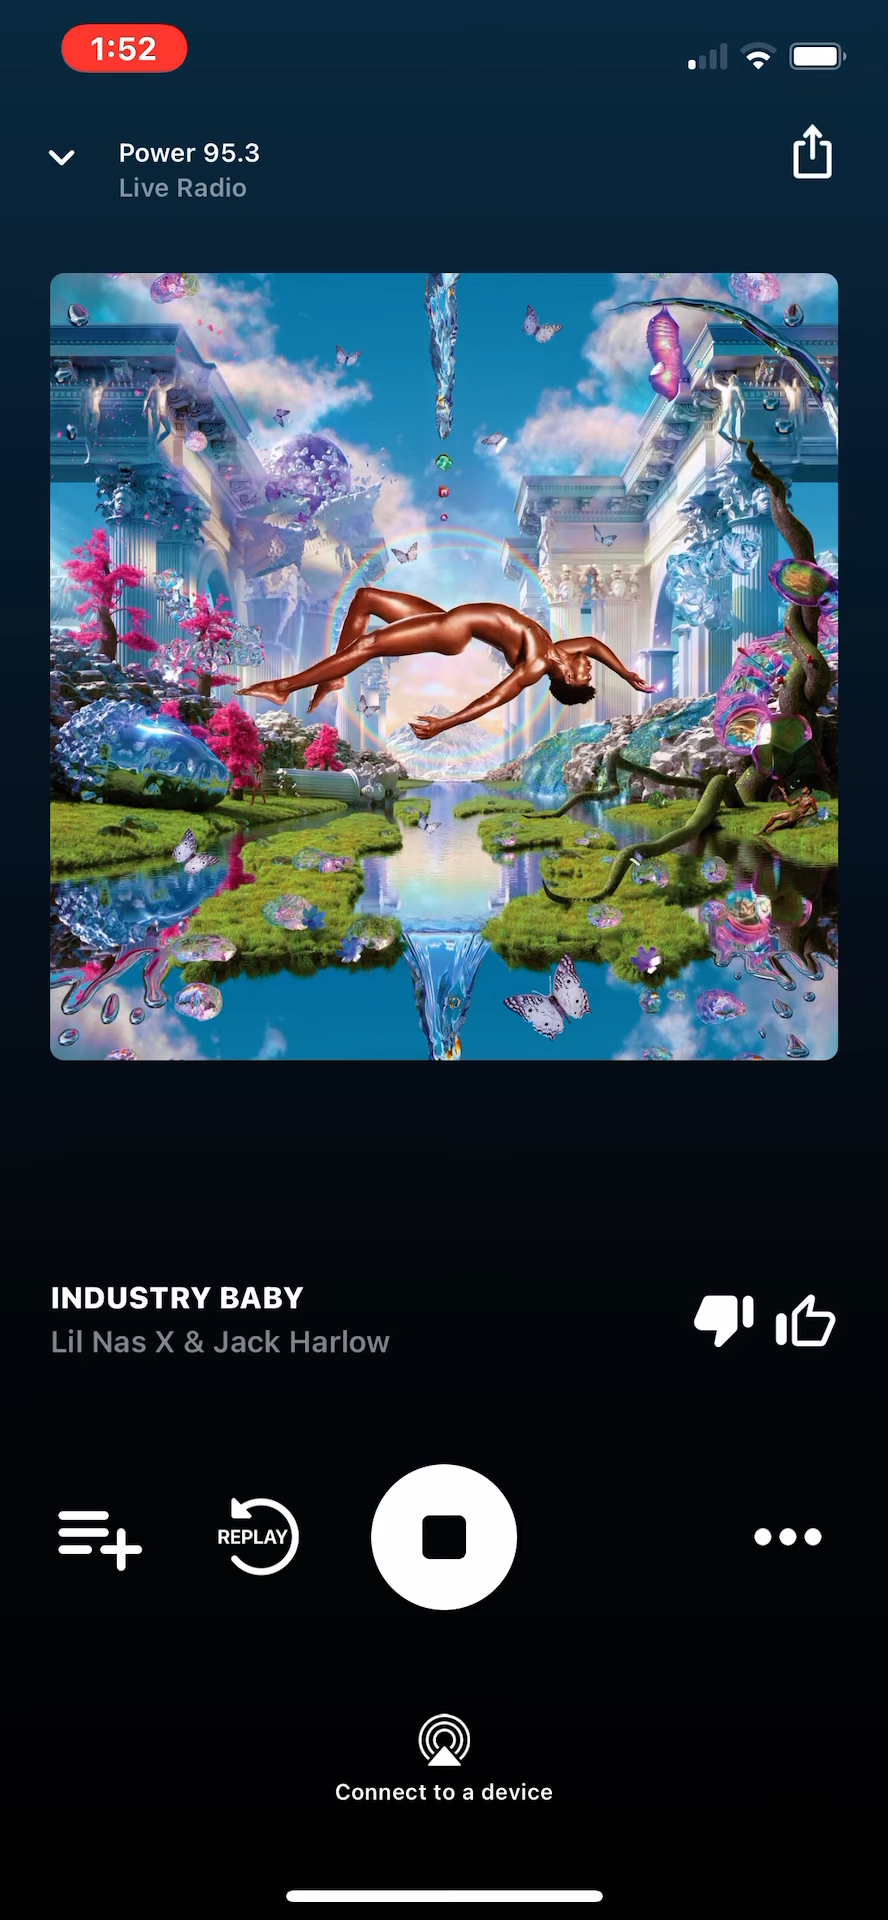 1:52
Power 95.3
Live Radio
INDUSTRY BABY
Lil Nas X & Jack Harlow
REPLAY
Connect to a device